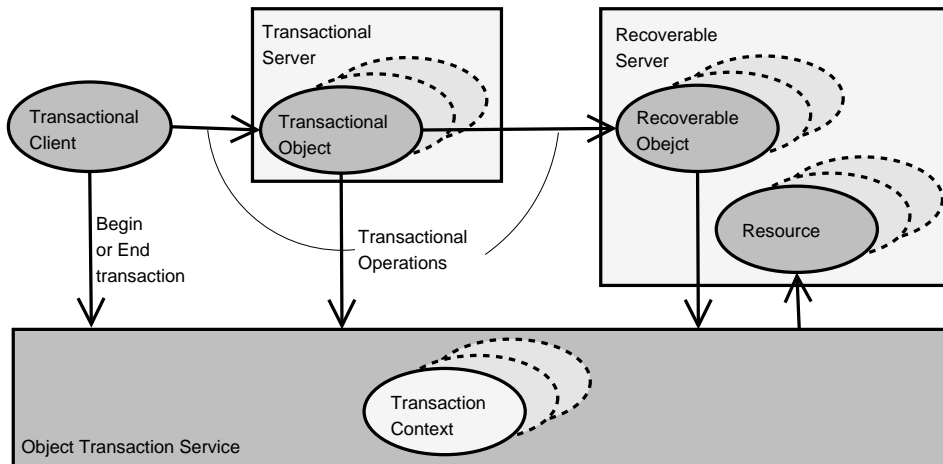 Transactional
Server
Recoverable
Server
Transactional
Client
Transactional
Object
Recoverable
Obejct
Resource
Begin
or End
transaction
Transactional
Operations
Transaction
Context
Object Transaction Service